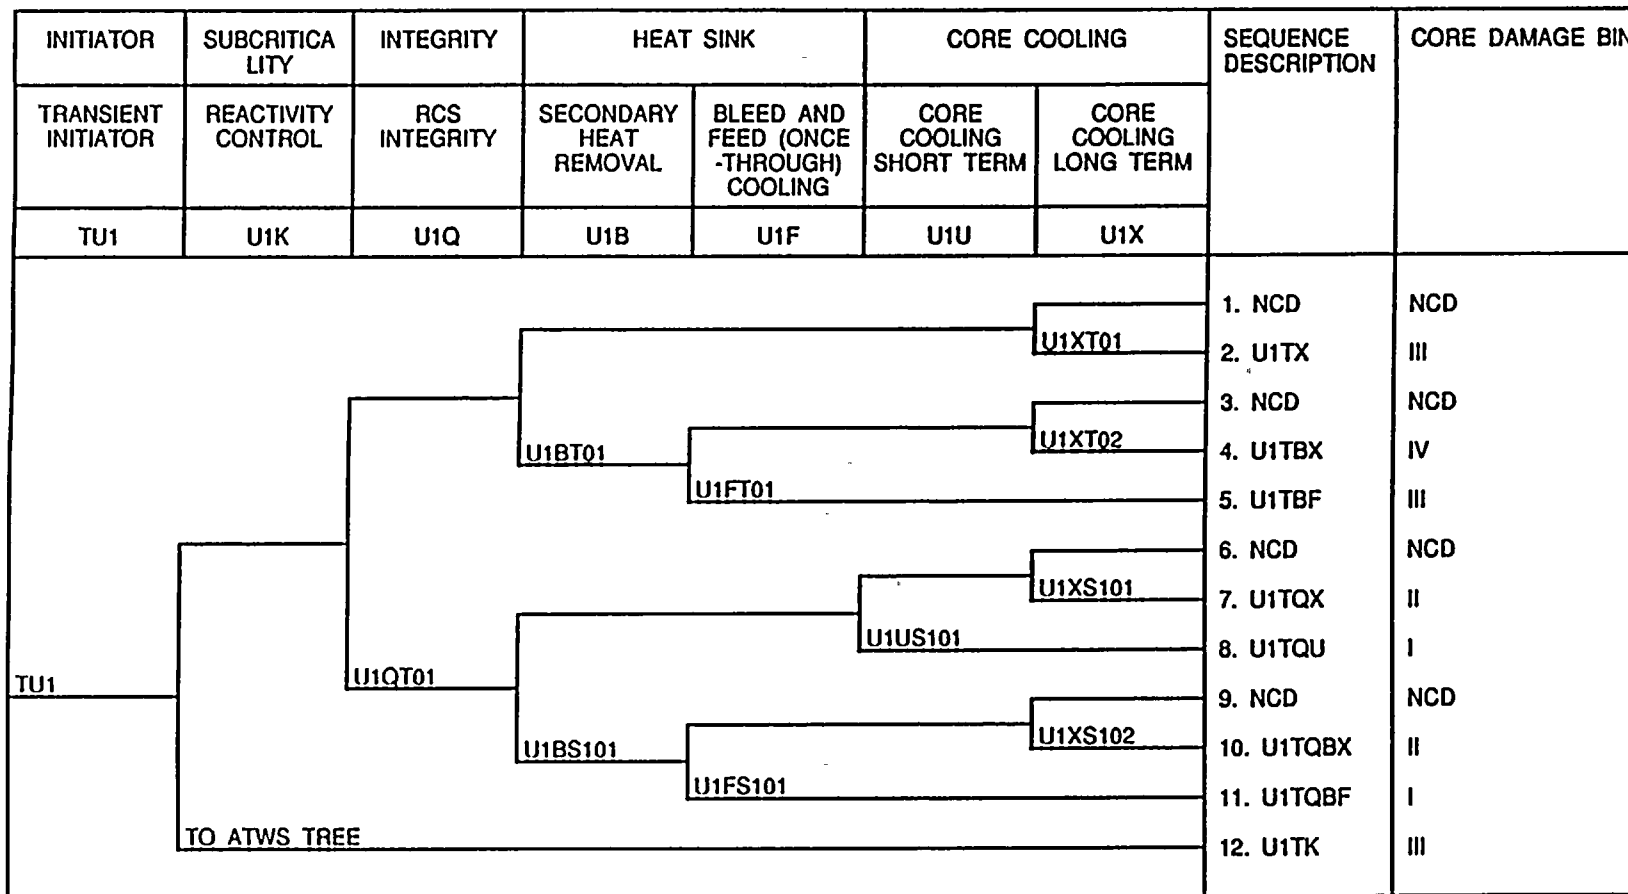 INITIATOR
SUBCRITICA
LITY
INTEGRITY
HEAT SINK
CORE COOLING
SEQUENCE
DESCRIPTION
CORE DAMAGE BIN
TRANSIENT
INITIATOR
REACTIVITY
CONTROL
RCS
INTEGRITY
SECONDARY
HEAT
REMOVAL
BLEED AND
FEED (ONCE
-THROUGH)
COOLING
CORE
COOLING
SHORT TERM
CORE
COOLING
LONG TERM
TU1
U1K
U1Q
U1B
U1F
U1U
U1X
1. NCD NCD
U1XT01
2. U1TX III
3. NCD NCD
U1XT02
U1BT01
4. U1TBX IV
U1FT01
5. U1TBF III
6. NCD NCD
U1XS101
7. U1TQX II
U1US101
8. U1TQU I
TU1
U1QT01
9. NCD NCD
U1XS102
U1BS101
10. U1TQBX II
U1FS101
11. U1TQBF I
TO ATWS TREE
12. U1TK III